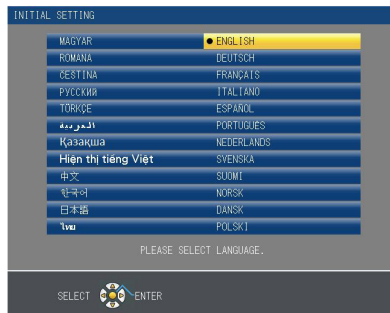 INITIAL SETTING
MAGYAR ENGLISH
ROMANA DEUTSCH
ČEŠTINA FRANÇAIS
РУССКИЙ ITALIANO
TÜRKÇE ESPAÑOL
العربية PORTUGUÊS
Қазақша NEDERLANDS
Hiện thị tiếng Việt SVENSKA
中文 SUOMI
한국어 NORSK
日本語 DANSK
ไทย POLSKI
PLEASE SELECT LANGUAGE.
SELECT ENTER